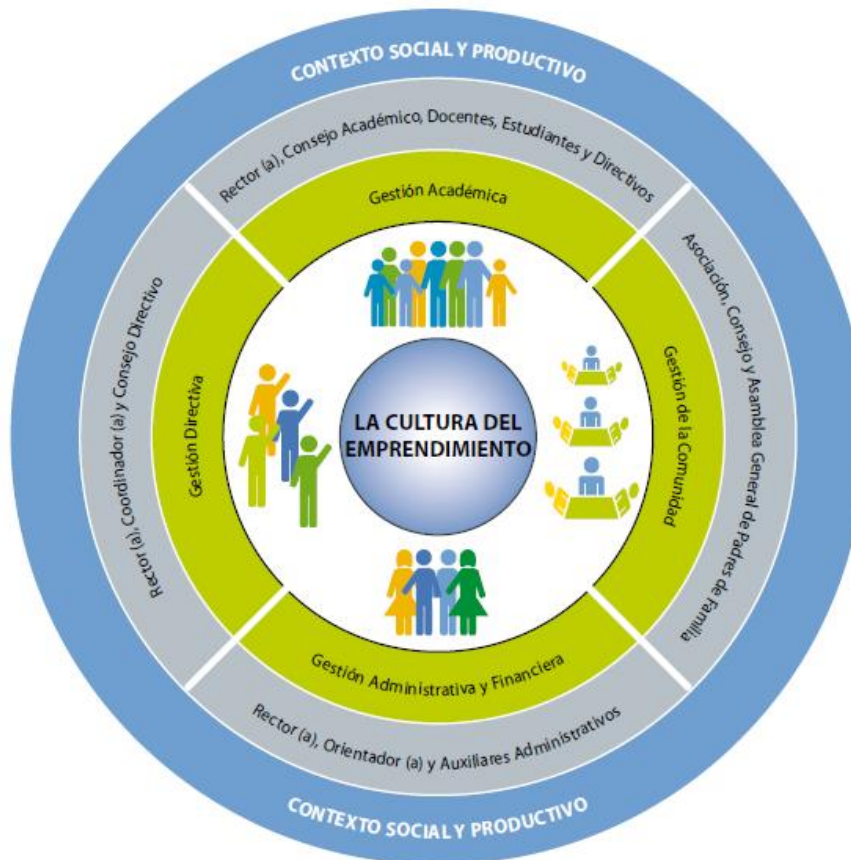 CONTEXTO SOCIAL Y PRODUCTIVO
Rector (a), Consejo Académico, Docentes, Estudiantes y Directivos
Gestión Académica
Rector (a), Coordinador (a) y Consejo Directivo
Gestión Directiva
LA CULTURA DEL
EMPRENDIMIENTO
Gestión de la Comunidad
Asociación, Consejo y Asamblea General de Padres de Familia
Gestión Administrativa y Financiera
Rector (a), Orientador (a) y Auxiliares Administrativos
CONTEXTO SOCIAL Y PRODUCTIVO